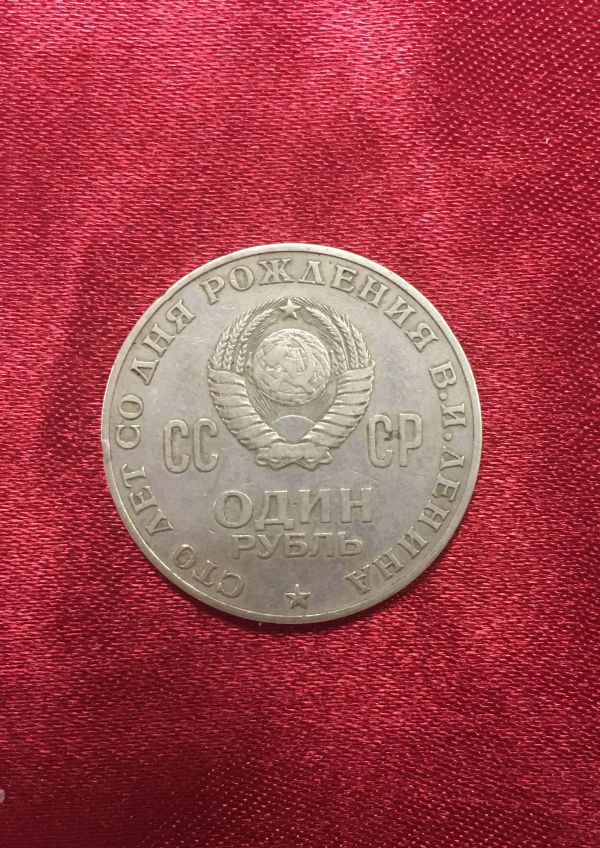 СТО ЛЕТ СО ДНЯ РОЖДЕНИЯ В.И.ЛЕНИНА
СС СР
ОДИН
РУБЛЬ